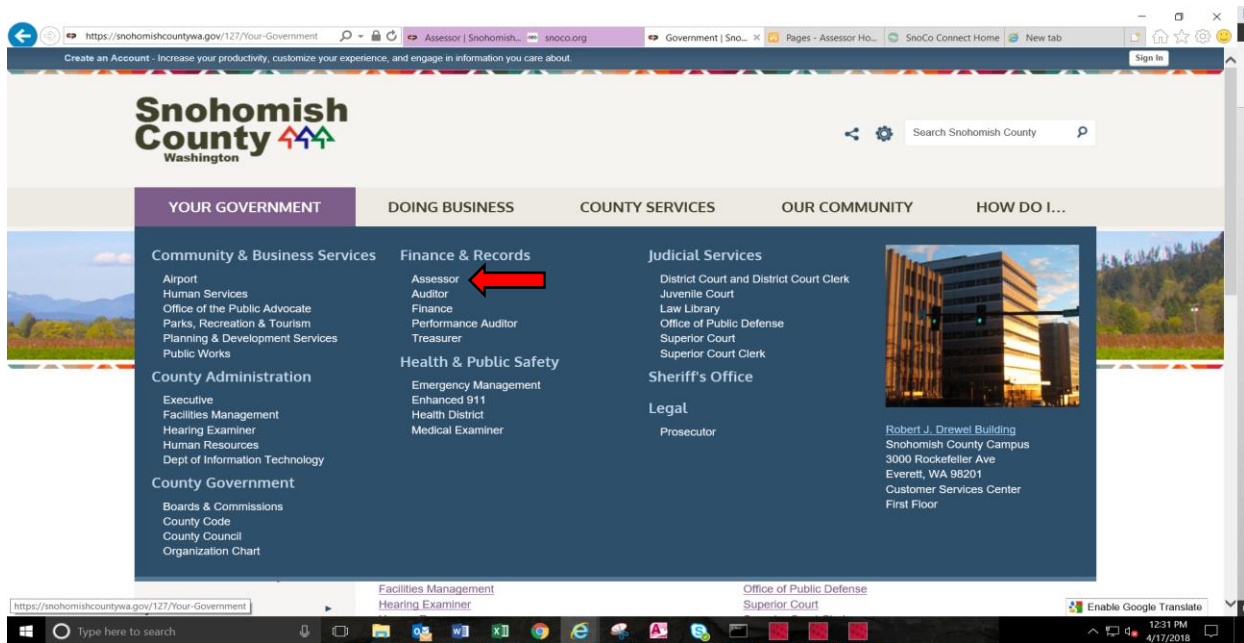 https://snohomishcountywa.gov/127/Your-Government
Assessor | Snohomish...
snoco.org
Government | Sno...
Pages - Assessor Ho...
SnoCo Connect Home
New tab
Create an Account - Increase your productivity, customize your experience, and engage in information you care about.
Sign In
Snohomish
County
Washington
Search Snohomish County
YOUR GOVERNMENT
DOING BUSINESS
COUNTY SERVICES
OUR COMMUNITY
HOW DO I...
Community & Business Services
Airport
Human Services
Office of the Public Advocate
Parks, Recreation & Tourism
Planning & Development Services
Public Works
County Administration
Executive
Facilities Management
Hearing Examiner
Human Resources
Dept of Information Technology
County Government
Boards & Commissions
County Code
County Council
Organization Chart
Finance & Records
Assessor
Auditor
Finance
Performance Auditor
Treasurer
Health & Public Safety
Emergency Management
Enhanced 911
Health District
Medical Examiner
Judicial Services
District Court and District Court Clerk
Juvenile Court
Law Library
Office of Public Defense
Superior Court
Superior Court Clerk
Sheriff's Office
Legal
Prosecutor
Robert J. Drewel Building
Snohomish County Campus
3000 Rockefeller Ave
Everett, WA 98201
Customer Services Center
First Floor
Facilities Management
Hearing Examiner
Office of Public Defense
Superior Court
https://snohomishcountywa.gov/127/Your-Government
Enable Google Translate
Type here to search
12:31 PM
4/17/2018